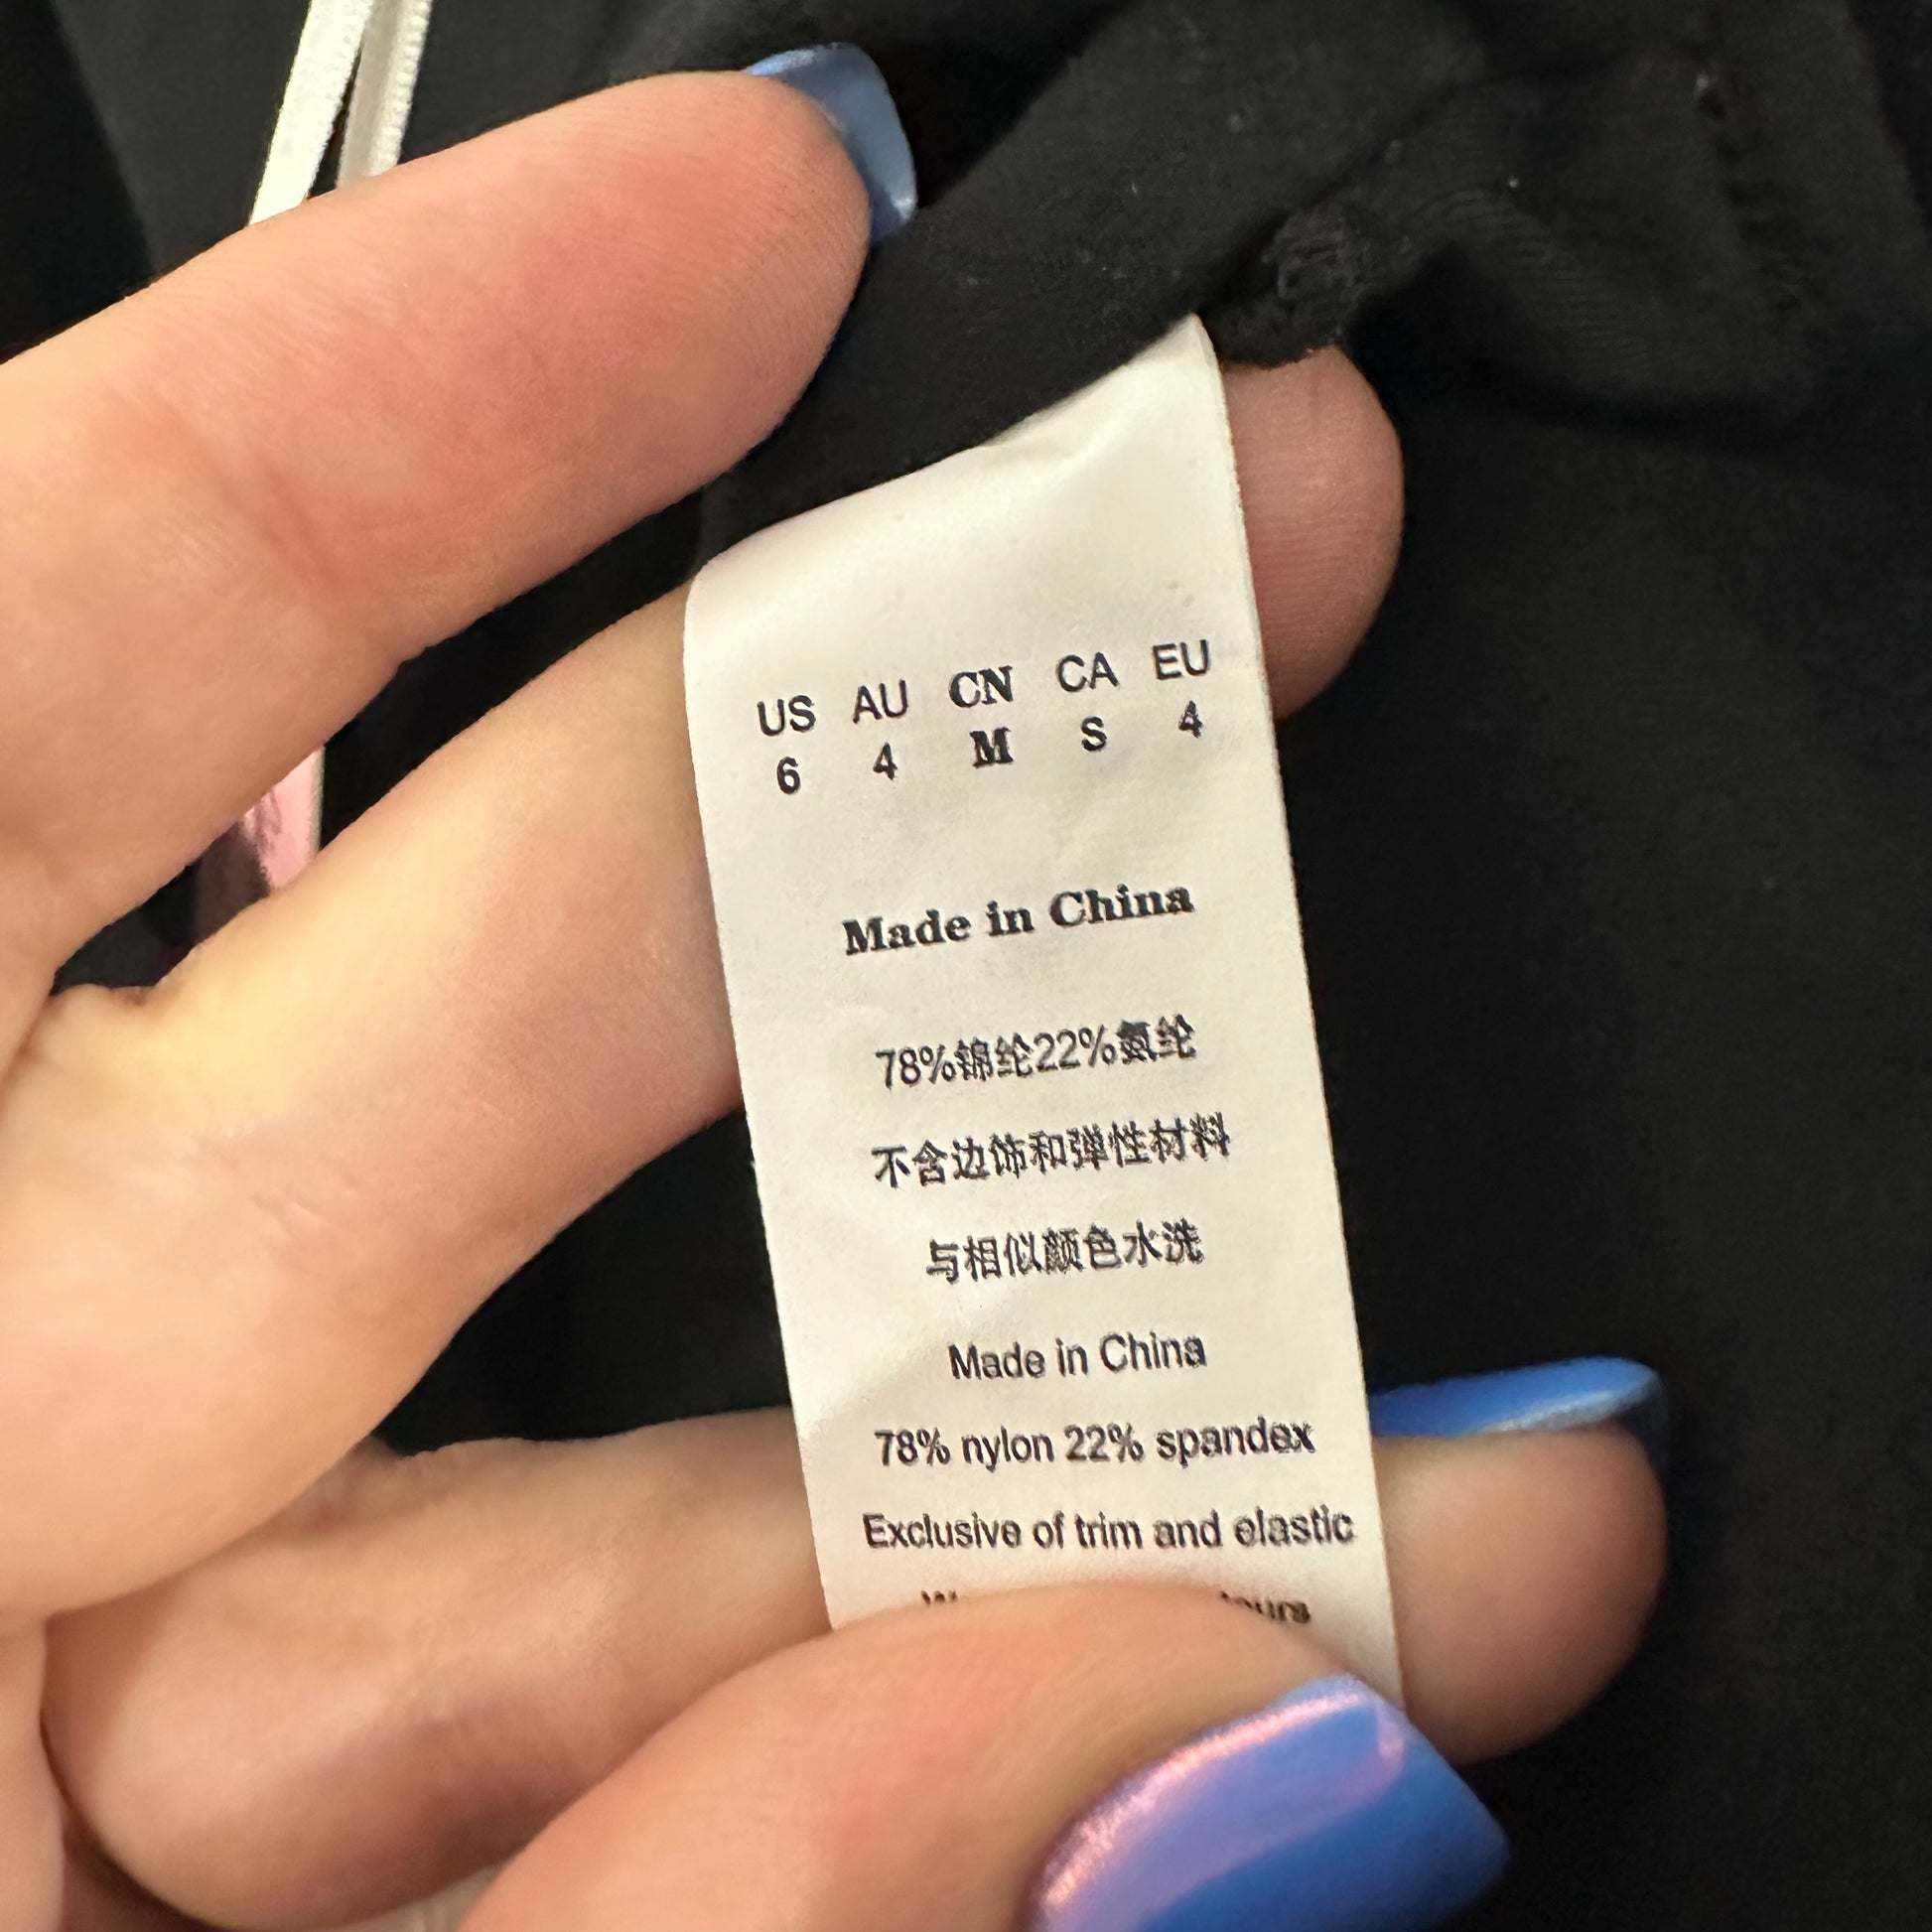 US AU CN CA EU
6 4 M S 4
Made in China
78%锦纶22%氨纶
不含边饰和弹性材料
与相似颜色水洗
Made in China
78% nylon 22% spandex
Exclusive of trim and elastic